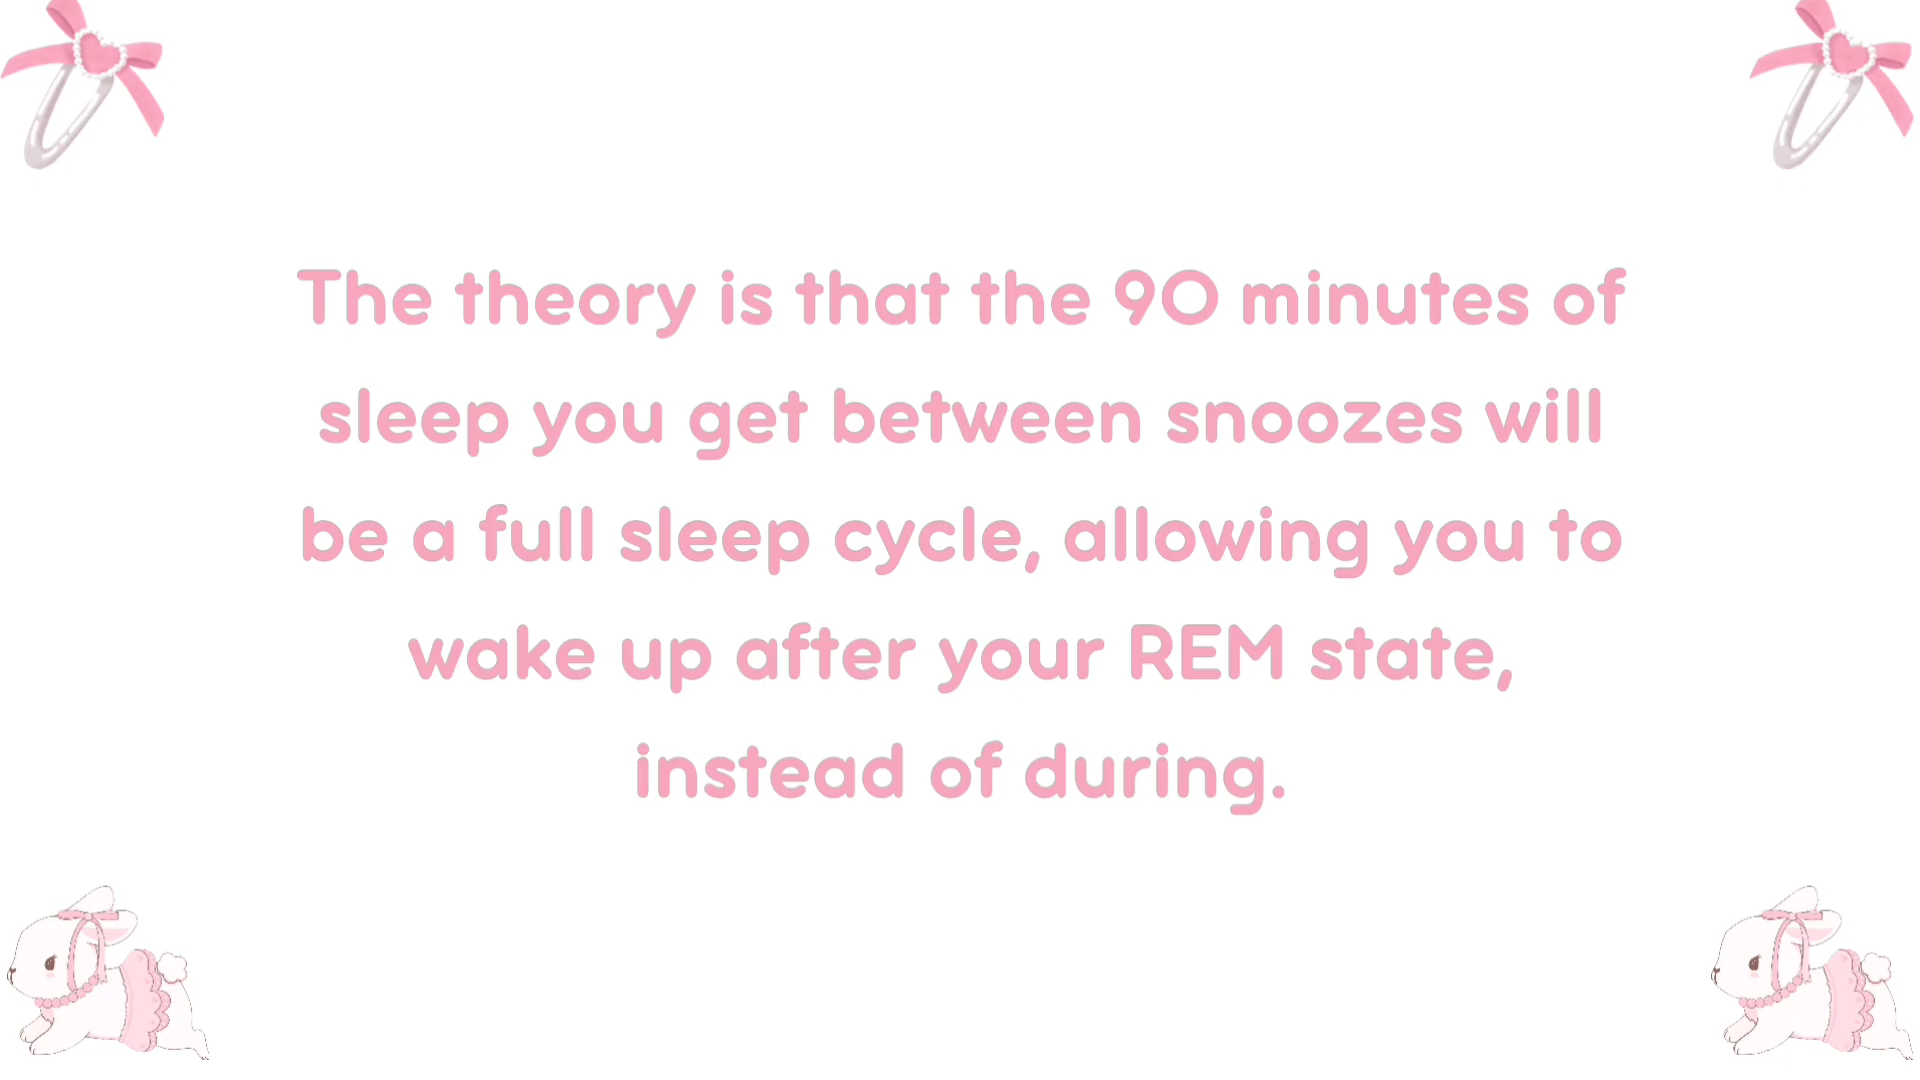 The theory is that the 90 minutes of
sleep you get between snoozes will
be a full sleep cycle, allowing you to
wake up after your REM state,
instead of during.